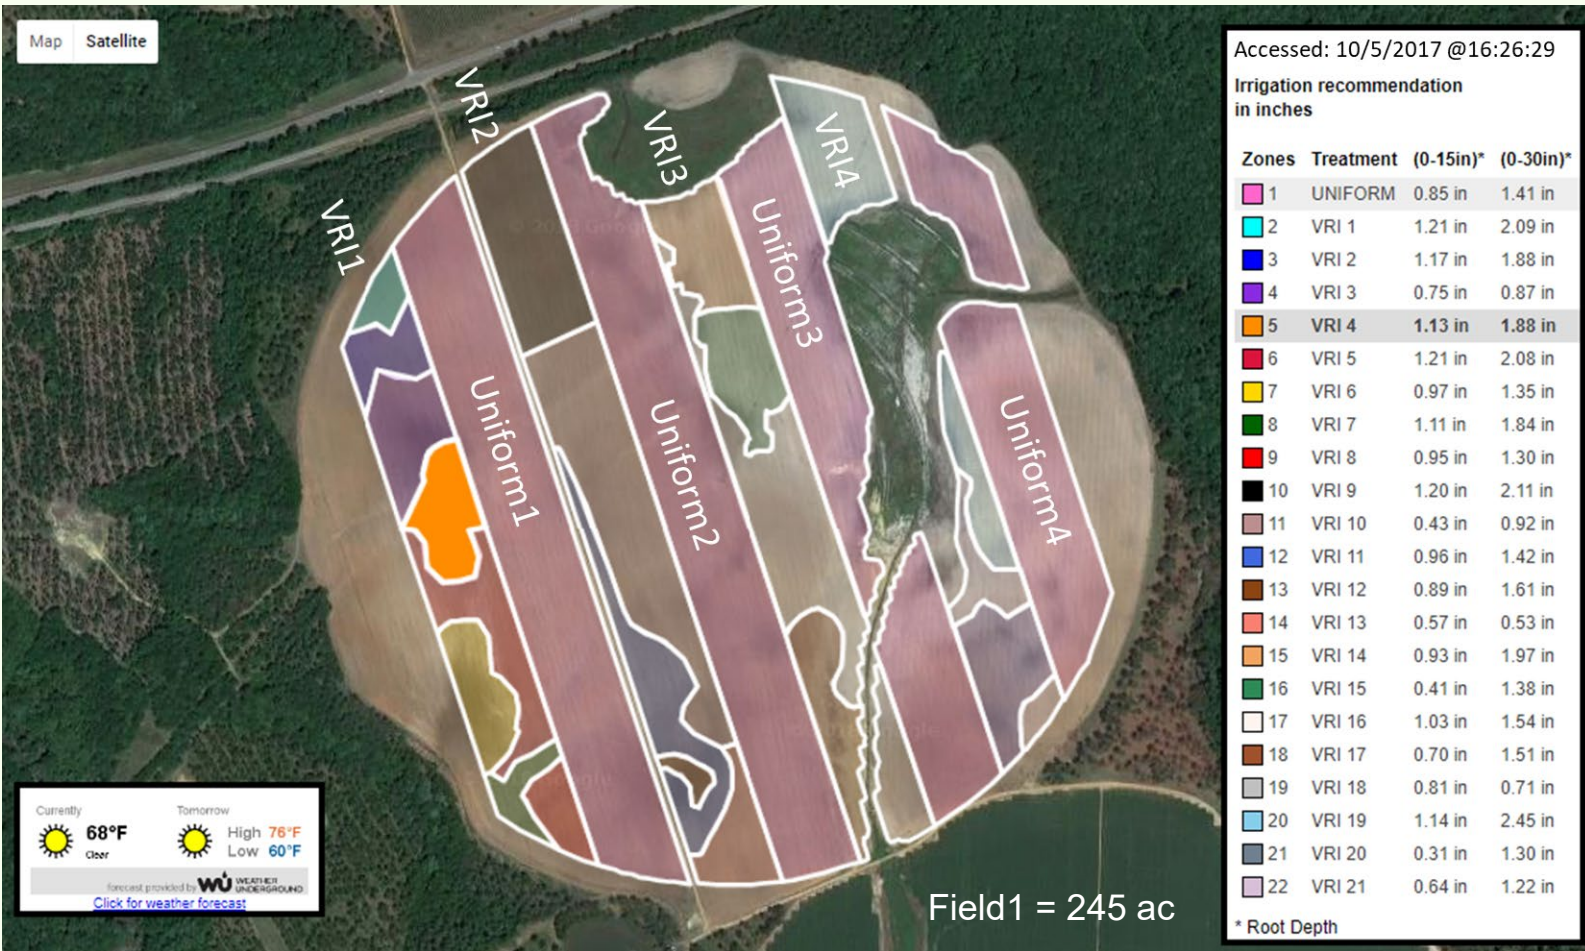 Map Satellite
VRI1
VRI2
VRI3
VRI4
Uniform1
Uniform2
Uniform3
Uniform4
Accessed: 10/5/2017 @16:26:29
Irrigation recommendation
in inches
Zones Treatment (0-15in)* (0-30in)*
1 UNIFORM 0.85 in 1.41 in
2 VRI 1 1.21 in 2.09 in
3 VRI 2 1.17 in 1.88 in
4 VRI 3 0.75 in 0.87 in
5 VRI 4 1.13 in 1.88 in
6 VRI 5 1.21 in 2.08 in
7 VRI 6 0.97 in 1.35 in
8 VRI 7 1.11 in 1.84 in
9 VRI 8 0.95 in 1.30 in
10 VRI 9 1.20 in 2.11 in
11 VRI 10 0.43 in 0.92 in
12 VRI 11 0.96 in 1.42 in
13 VRI 12 0.89 in 1.61 in
14 VRI 13 0.57 in 0.53 in
15 VRI 14 0.93 in 1.97 in
16 VRI 15 0.41 in 1.38 in
17 VRI 16 1.03 in 1.54 in
18 VRI 17 0.70 in 1.51 in
19 VRI 18 0.81 in 0.71 in
20 VRI 19 1.14 in 2.45 in
21 VRI 20 0.31 in 1.30 in
22 VRI 21 0.64 in 1.22 in
* Root Depth
Currently
68°F
Clear
Tomorrow
High 76°F
Low 60°F
forecast provided by WU WEATHER UNDERGROUND
Click for weather forecast
Field1 = 245 ac